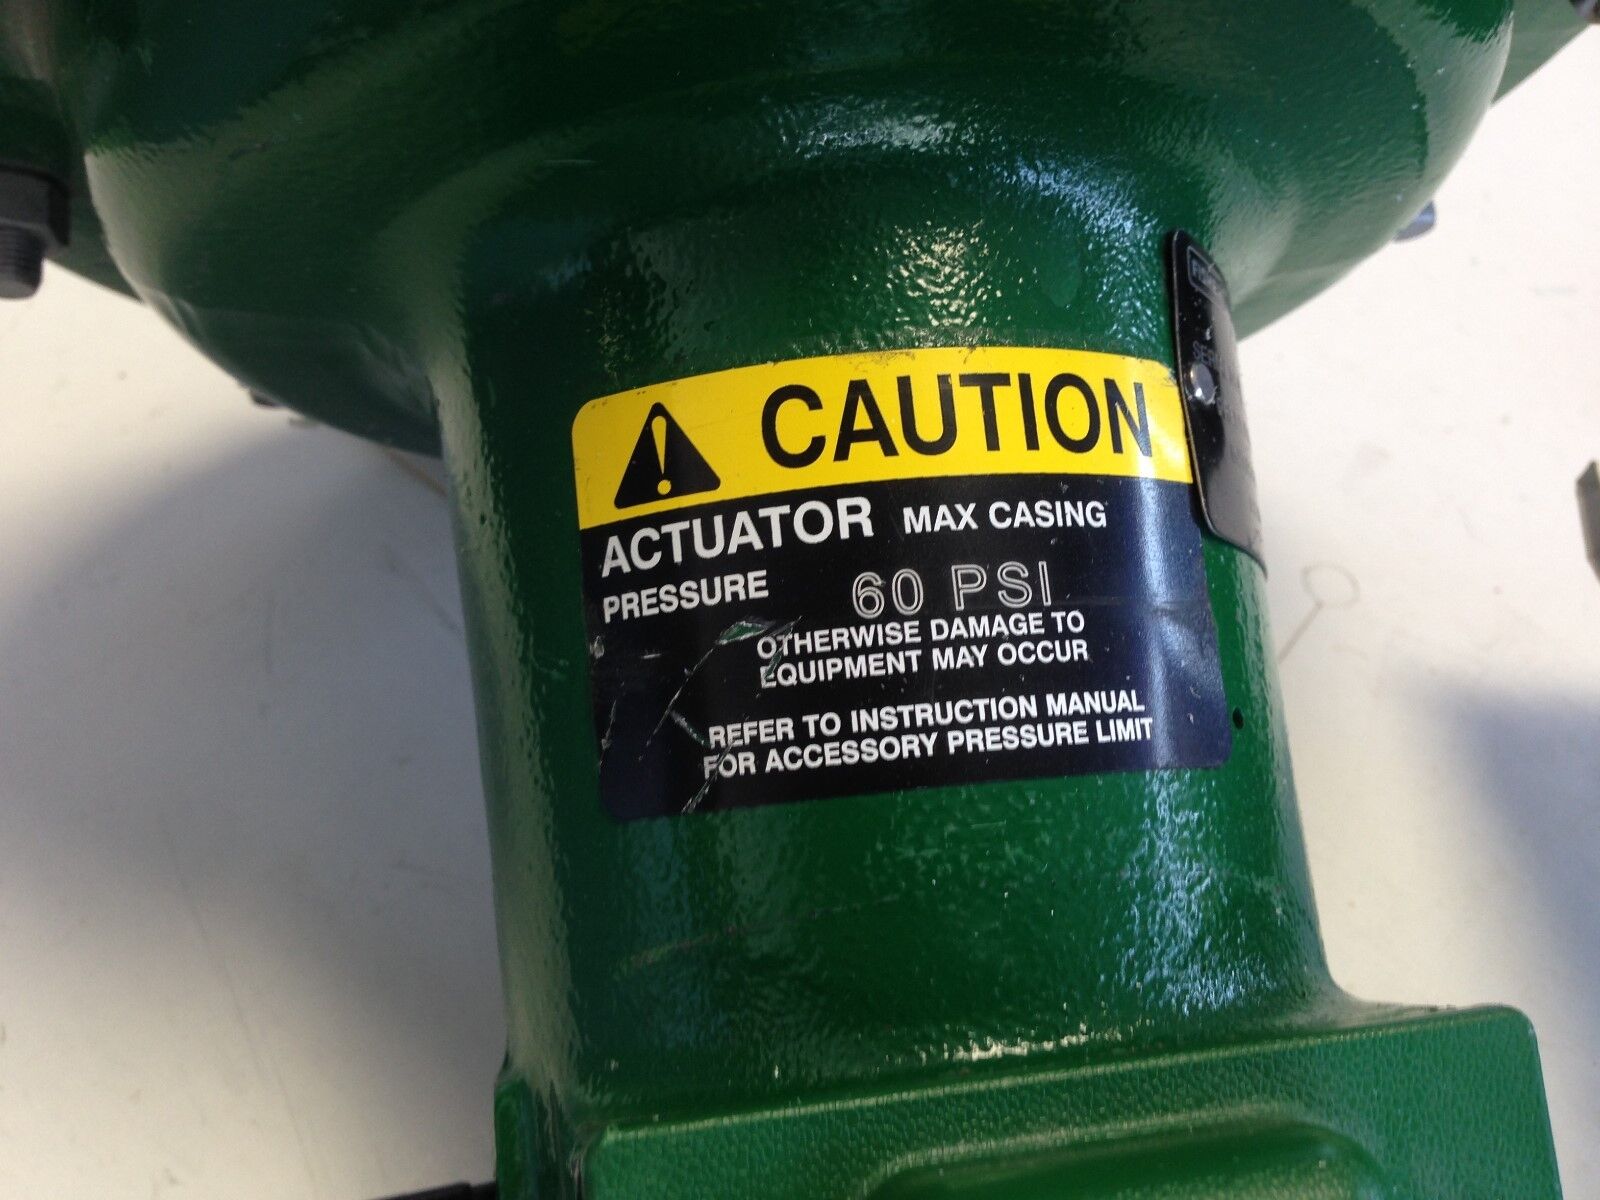 CAUTION
ACTUATOR MAX CASING
PRESSURE 60 PSI
OTHERWISE DAMAGE TO
EQUIPMENT MAY OCCUR
REFER TO INSTRUCTION MANUAL
FOR ACCESSORY PRESSURE LIMIT